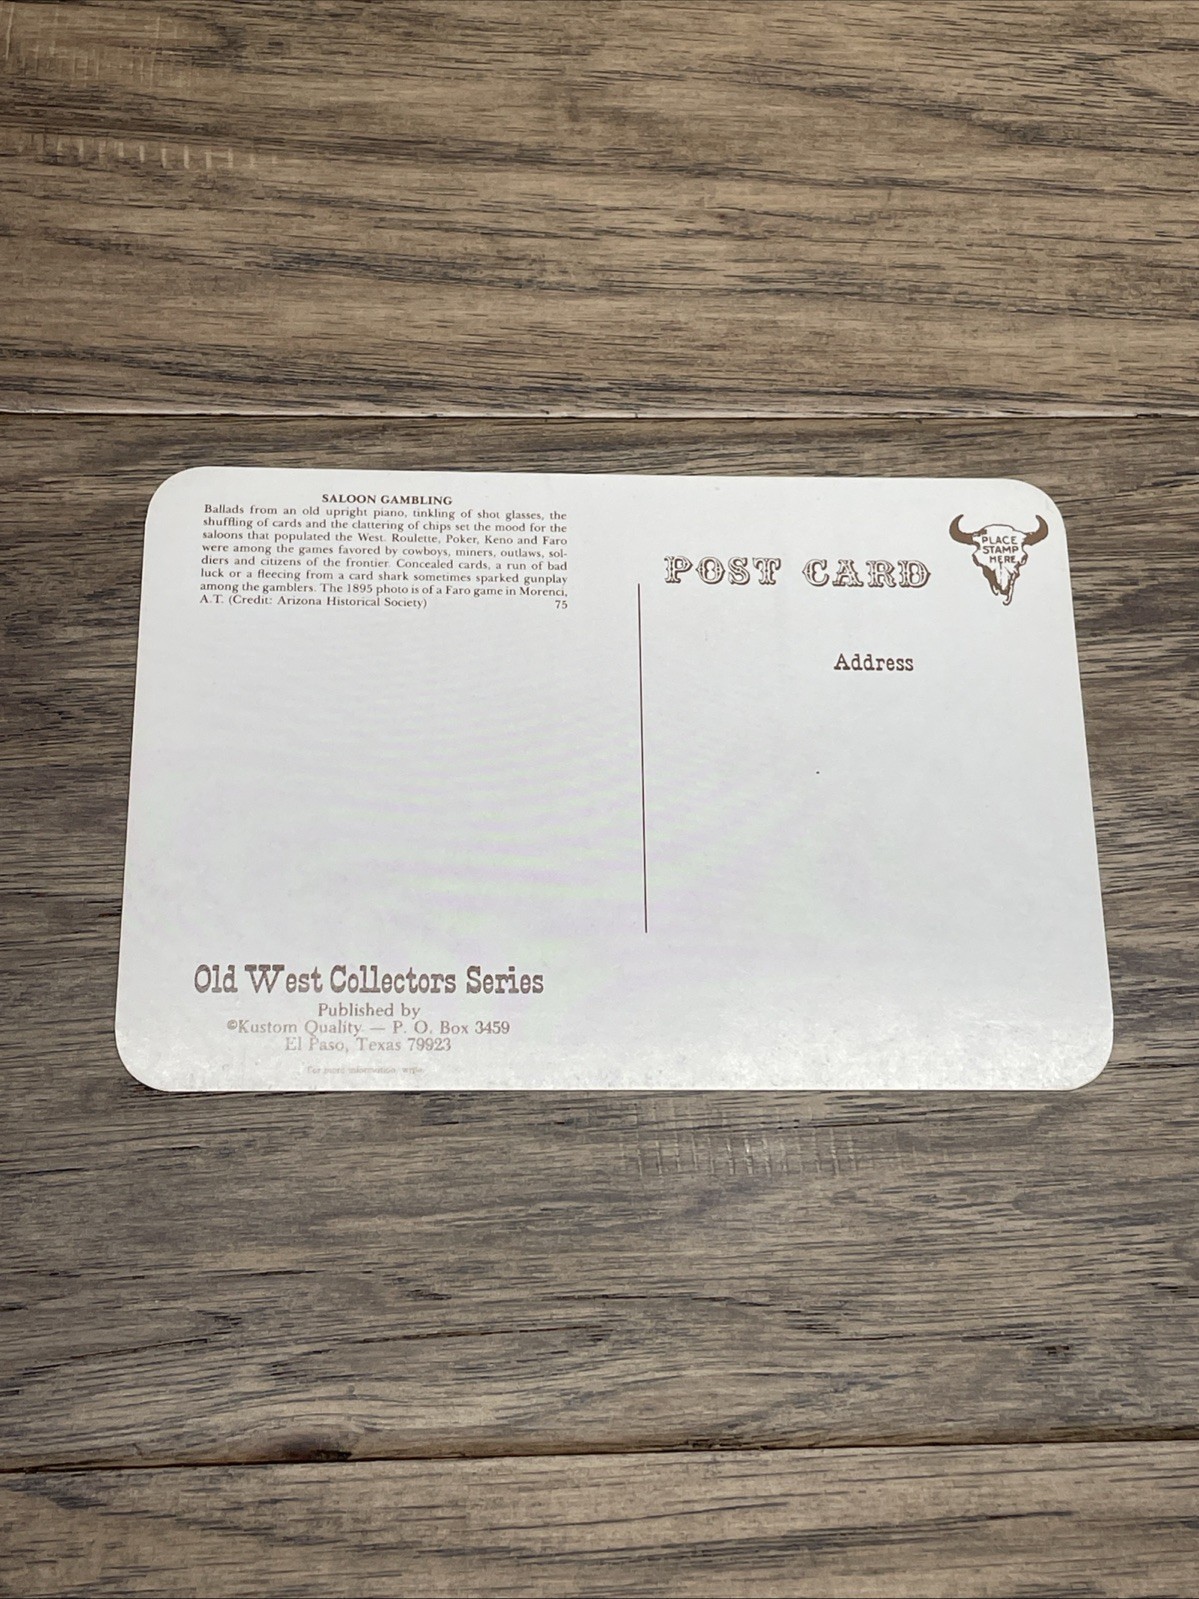 SALOON GAMBLING
Ballads from an old upright piano, tinkling of shot glasses, the
shuffling of cards and the clattering of chips set the mood for the
saloons that populated the West. Roulette, Poker, Keno and Faro
were among the games favored by cowboys, miners, outlaws, sol-
diers and citizens of the frontier. Concealed cards, a run of bad
luck or a fleecing from a card shark sometimes sparked gunplay
among the gamblers. The 1895 photo is of a Faro game in Morenci,
A.T. (Credit: Arizona Historical Society) 75
POST CARD
PLACE
STAMP
HERE
Address
Old West Collectors Series
Published by
©Kustom Quality — P. O. Box 3459
El Paso, Texas 79923
For more information write